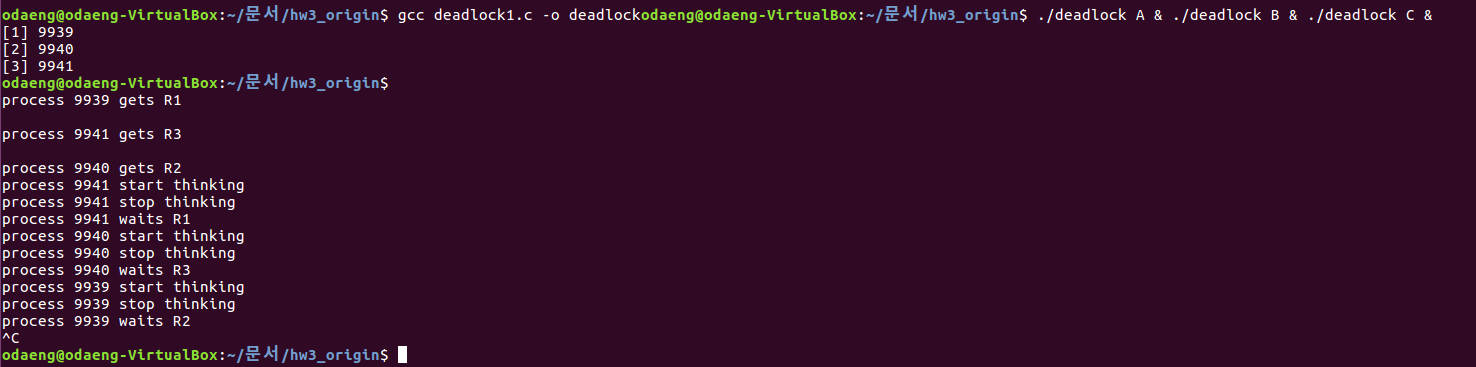 odaeng@odaeng-VirtualBox:~/문서/hw3_origin$ gcc deadlock1.c -o deadlockodaeng@odaeng-VirtualBox:~/문서/hw3_origin$ ./deadlock A & ./deadlock B & ./deadlock C &
[1] 9939
[2] 9940
[3] 9941
odaeng@odaeng-VirtualBox:~/문서/hw3_origin$
process 9939 gets R1
process 9941 gets R3
process 9940 gets R2
process 9941 start thinking
process 9941 stop thinking
process 9941 waits R1
process 9940 start thinking
process 9940 stop thinking
process 9940 waits R3
process 9939 start thinking
process 9939 stop thinking
process 9939 waits R2
^C
odaeng@odaeng-VirtualBox:~/문서/hw3_origin$